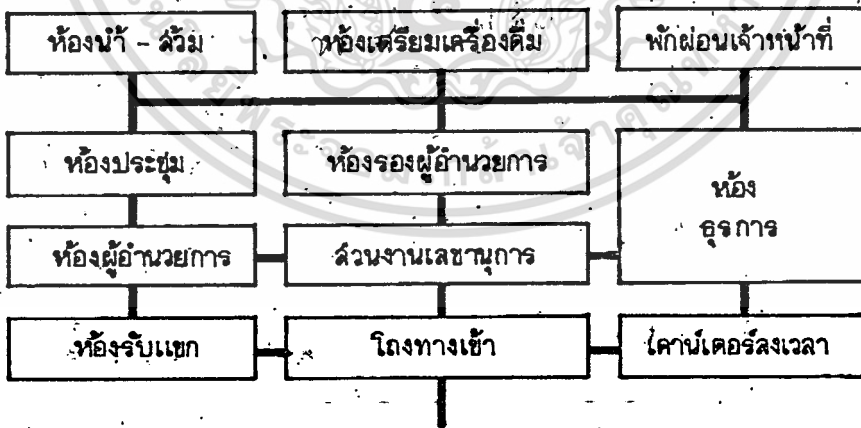 ห้องน้ำ - ส้วม
ห้องเตรียมเครื่องดื่ม
พักผ่อนเจ้าหน้าที่
ห้องประชุม
ห้องรองผู้อำนวยการ
ห้อง
ธุรการ
ห้องผู้อำนวยการ
ส่วนงานเลขานุการ
ห้องรับแขก
โถงทางเข้า
เคาน์เตอร์ลงเวลา